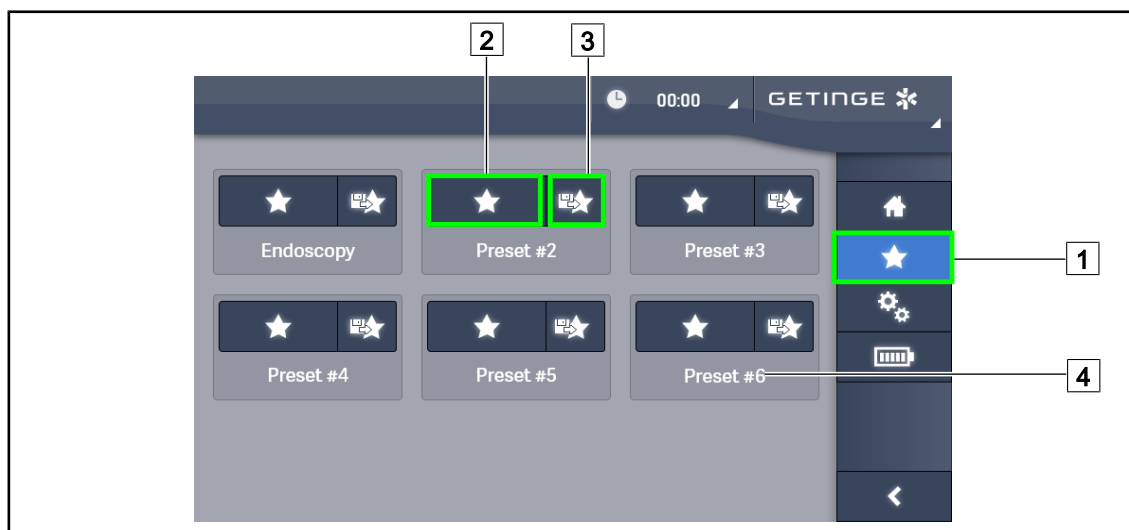 2 3
00:00 GETINGE
Endoscopy Preset #2 Preset #3
1
Preset #4 Preset #5 Preset #6
4